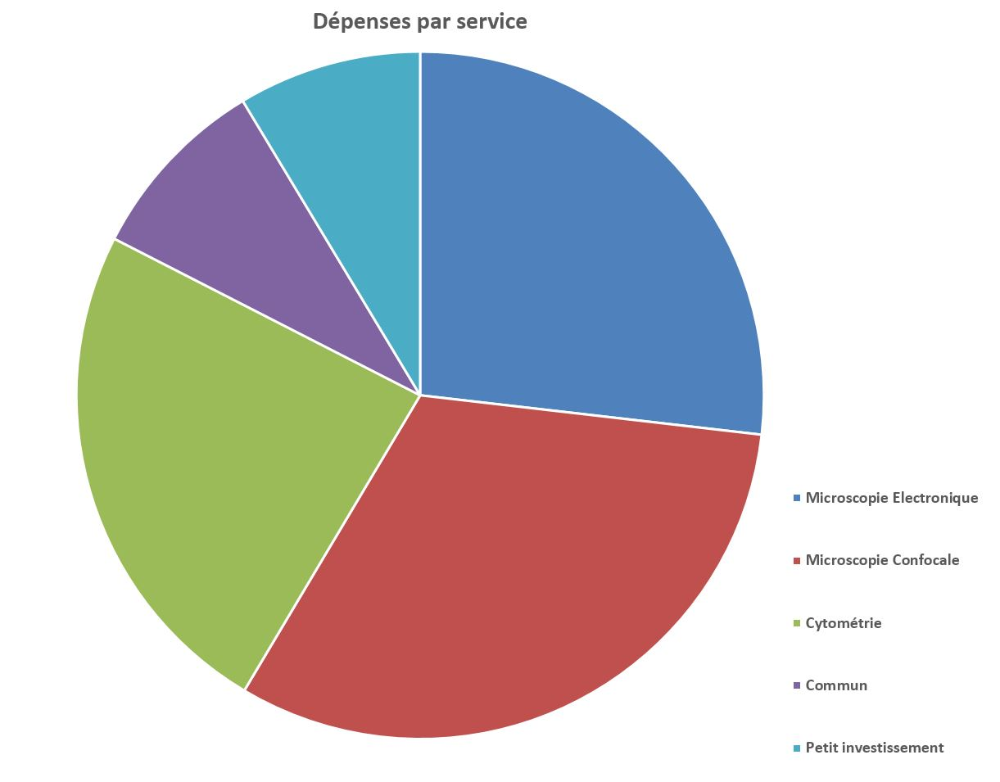 Dépenses par service
Microscopie Electronique
Microscopie Confocale
Cytométrie
Commun
Petit investissement